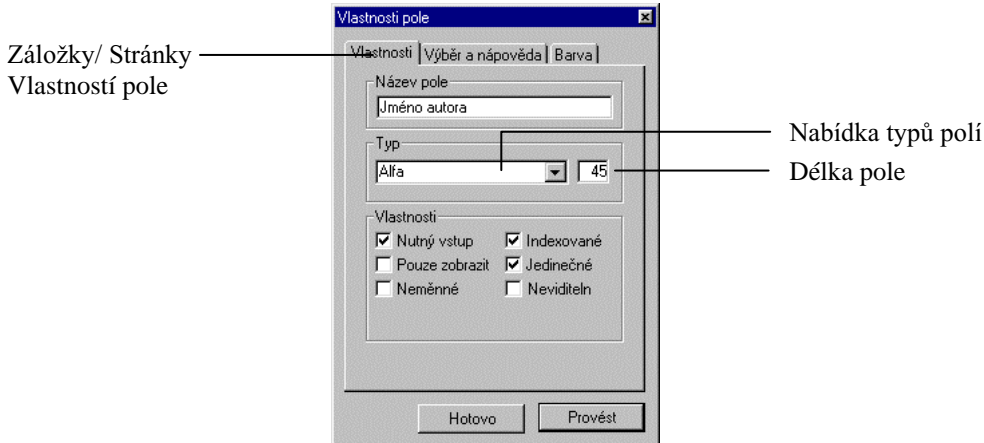 Vlastnosti pole
Záložky/ Stránky
Vlastností pole
Vlastnosti Výběr a nápověda Barva
Název pole
Jméno autora
Typ
Alfa 45
Nabídka typů polí
Délka pole
Vlastnosti
Nutný vstup Indexované
Pouze zobrazit Jedinečné
Neměnné Neviditeln
Hotovo Provést